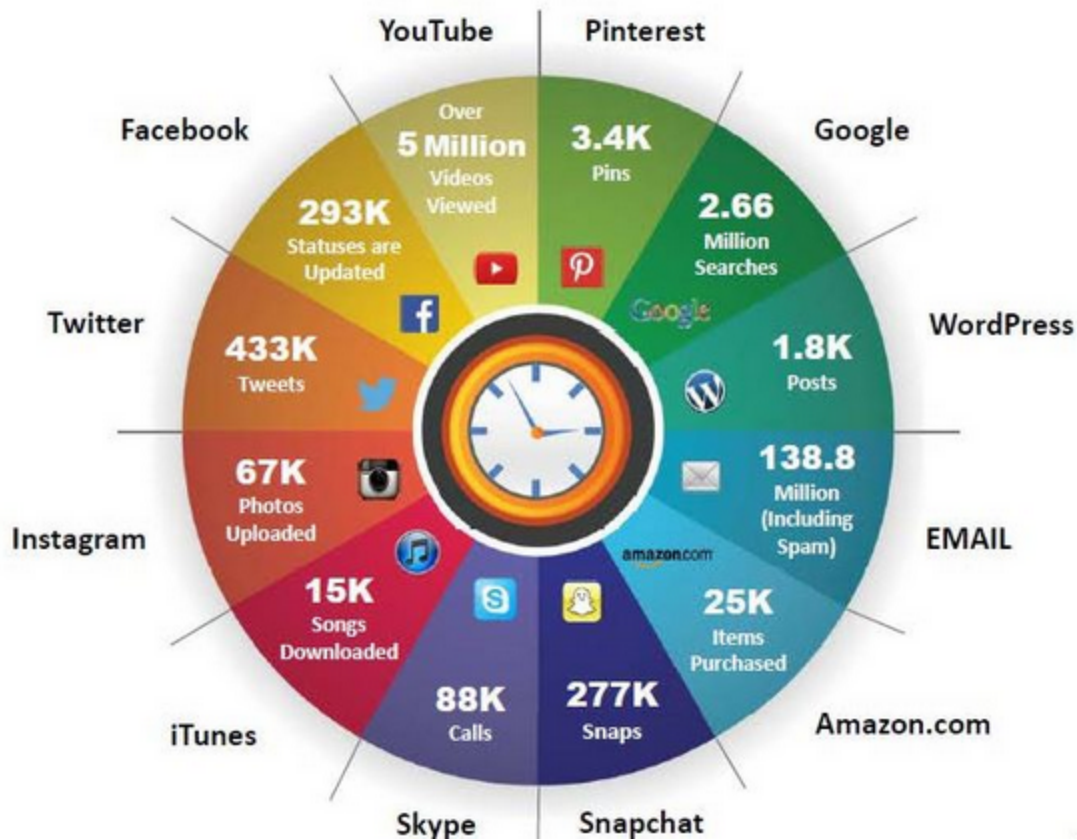 YouTube
Pinterest
Facebook
Google
Twitter
WordPress
Instagram
EMAIL
iTunes
Amazon.com
Skype
Snapchat
Over
5 Million
Videos
Viewed
3.4K
Pins
293K
Statuses are
Updated
2.66
Million
Searches
Google
433K
Tweets
1.8K
Posts
67K
Photos
Uploaded
138.8
Million
(Including
Spam)
amazon.com
15K
Songs
Downloaded
25K
Items
Purchased
88K
Calls
277K
Snaps